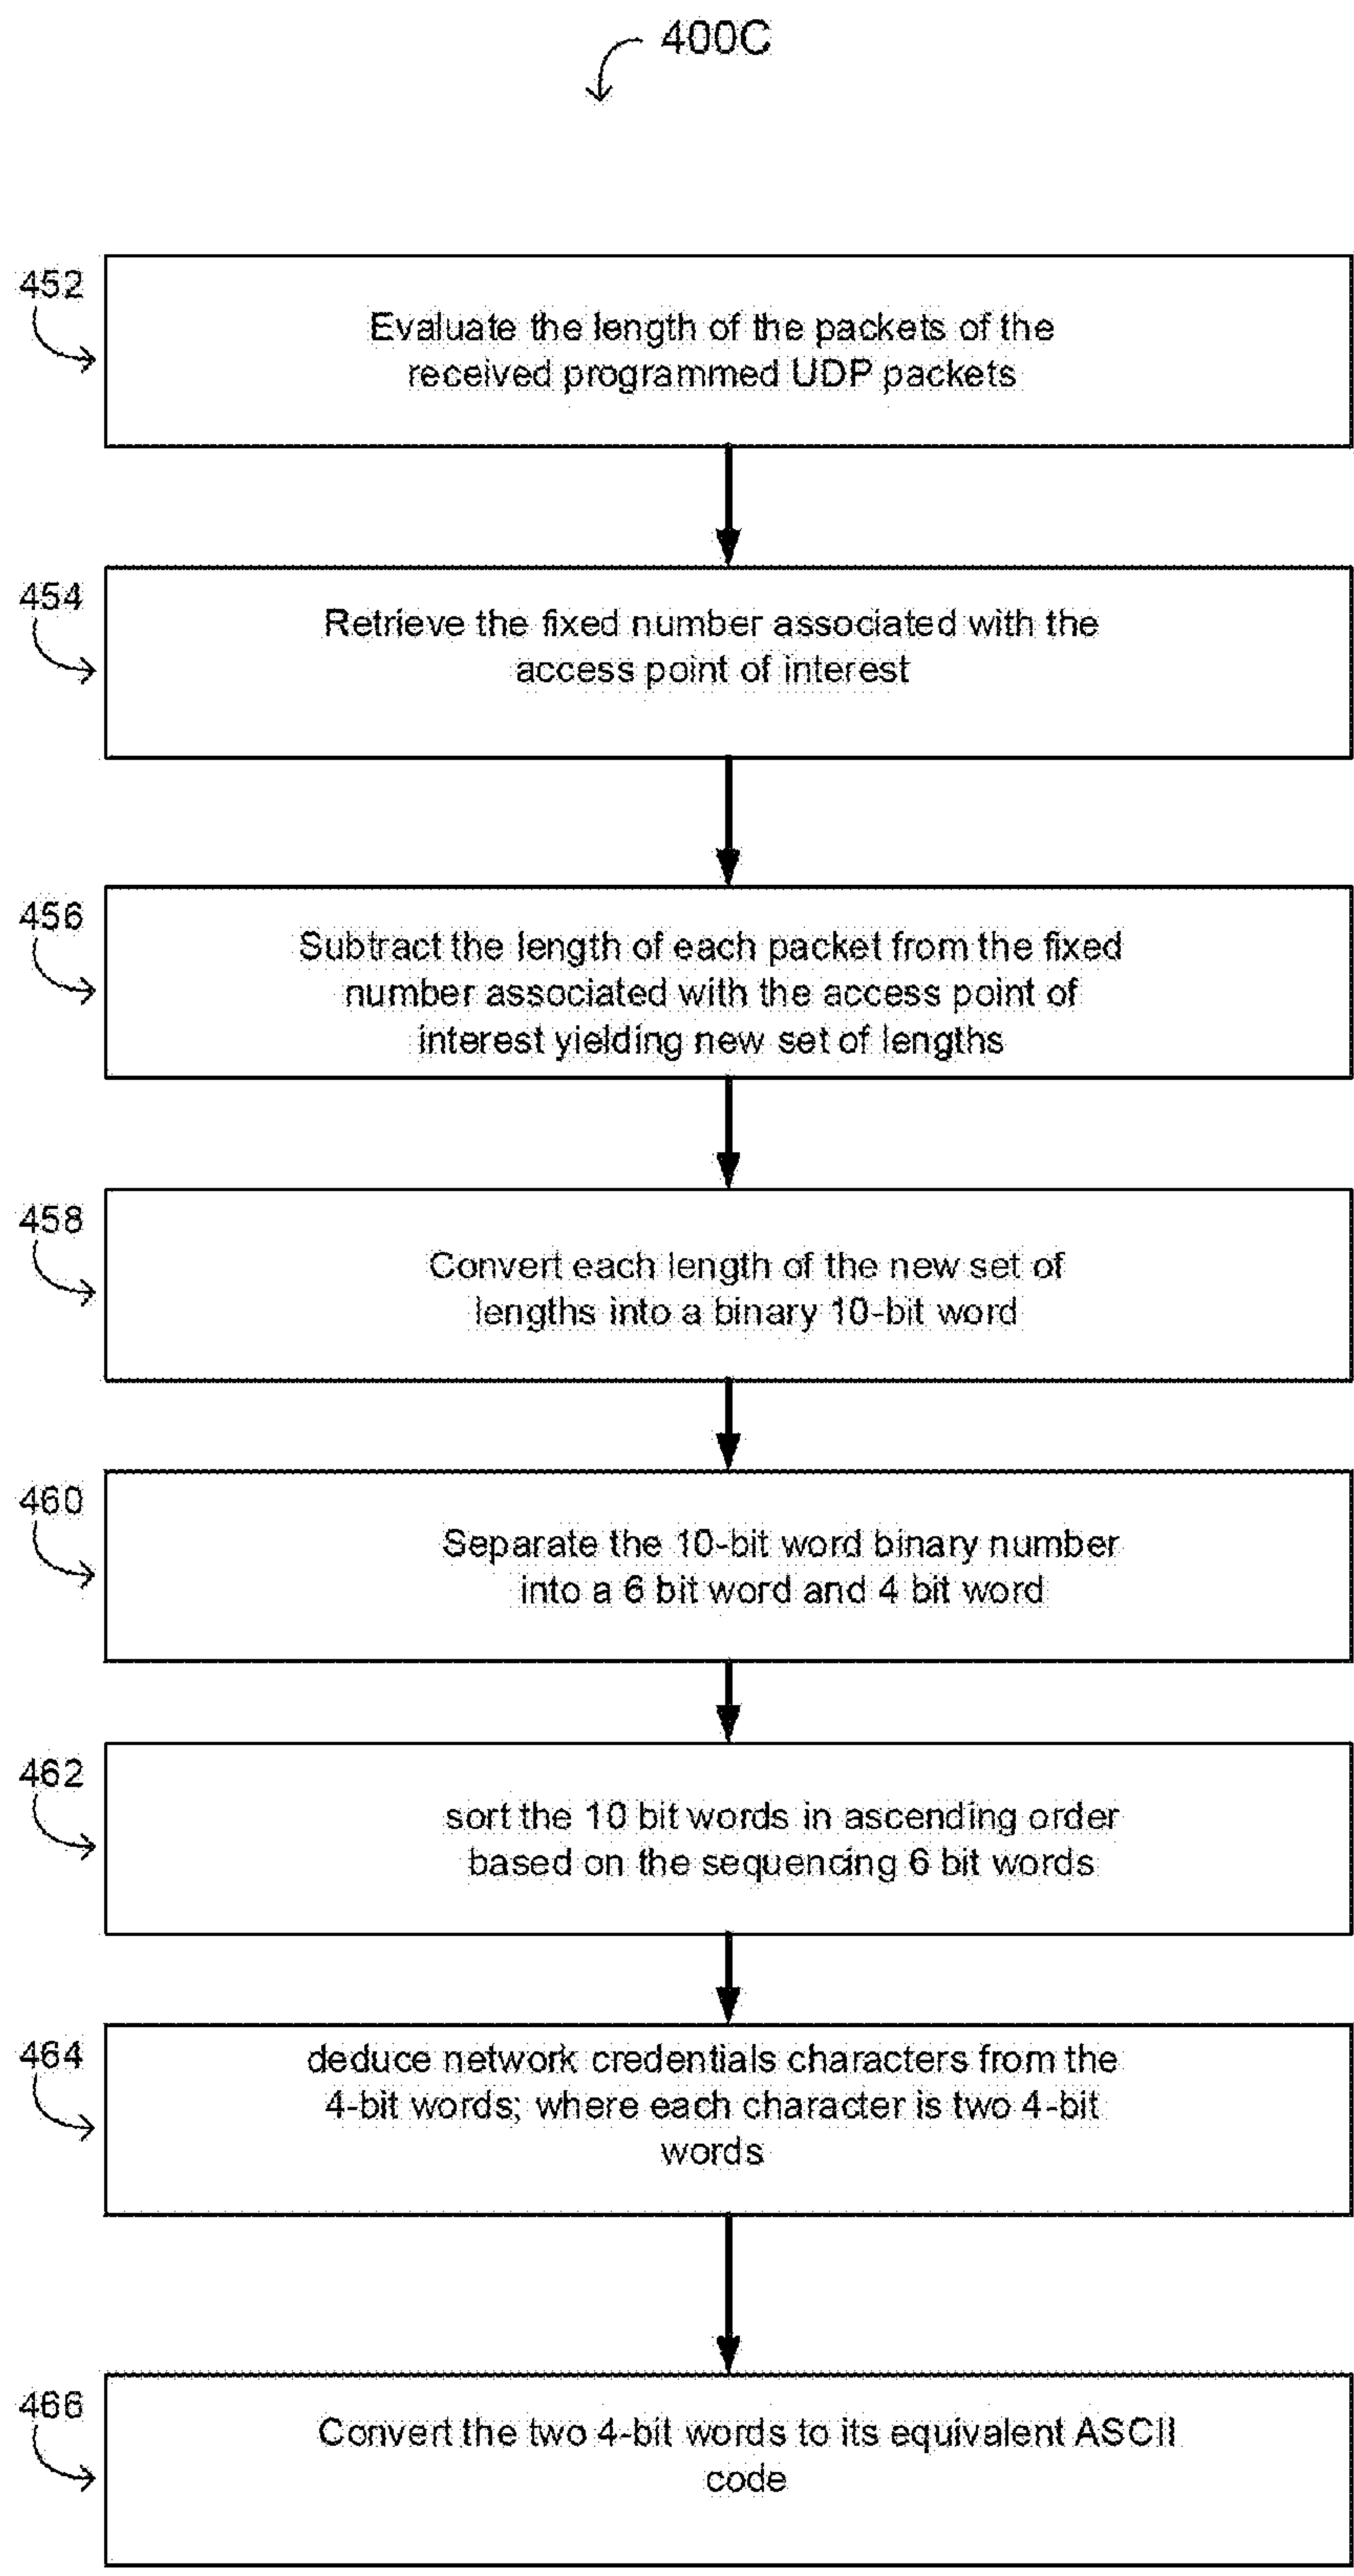 400C
452
Evaluate the length of the packets of the
received programmed UDP packets
454
Retrieve the fixed number associated with the
access point of interest
456
Subtract the length of each packet from the fixed
number associated with the access point of
interest yielding new set of lengths
458
Convert each length of the new set of
lengths into a binary 10-bit word
460
Separate the 10-bit word binary number
into a 6 bit word and 4 bit word
462
sort the 10 bit words in ascending order
based on the sequencing 6 bit words
464
deduce network credentials characters from the
4-bit words; where each character is two 4-bit
words
466
Convert the two 4-bit words to its equivalent ASCII
code